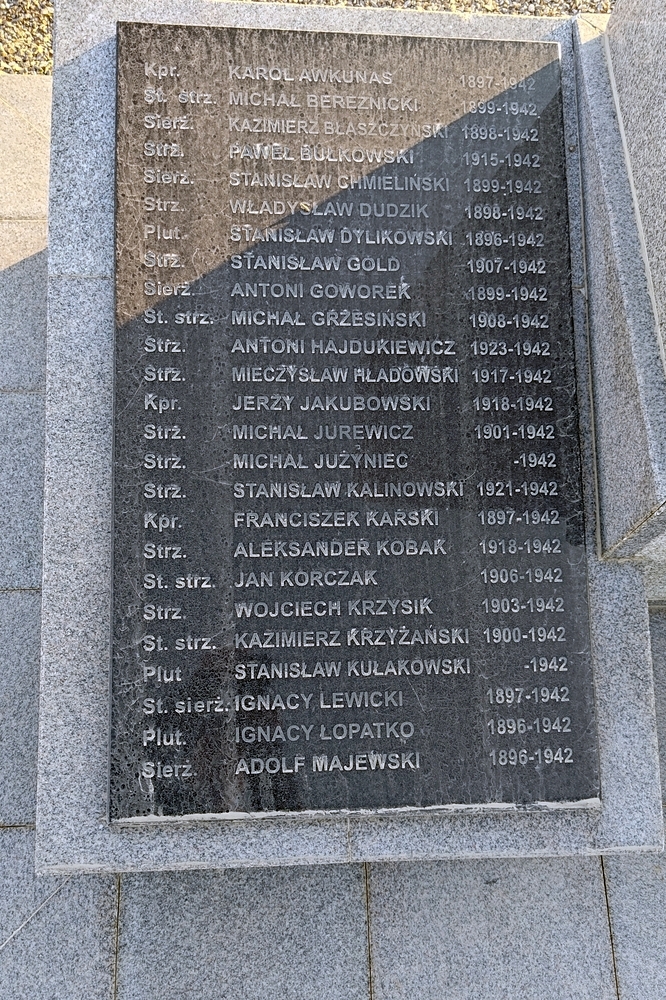 Kpr. KAROL AWKUNAS 1897-1942
St. strz. MICHAŁ BEREZNICKI 1899-1942
Sierż. KAZIMIERZ BŁASZCZYŃSKI 1898-1942
Strz. PAWEŁ BUŁKOWSKI 1915-1942
Sierż. STANISŁAW CHMIELIŃSKI 1899-1942
Strz. WŁADYSŁAW DUDZIK 1898-1942
Plut. STANISŁAW DYLIKOWSKI 1896-1942
Strz. STANISŁAW GOLD 1907-1942
Sierż. ANTONI GOWOREK 1899-1942
St. strz. MICHAŁ GRZESIŃSKI 1908-1942
Strz. ANTONI HAJDUKIEWICZ 1923-1942
Strz. MIECZYSŁAW HŁADOWSKI 1917-1942
Kpr. JERZY JAKUBOWSKI 1918-1942
Strz. MICHAŁ JUREWICZ 1901-1942
Strz. MICHAŁ JUŻYNIEC -1942
Strz. STANISŁAW KALINOWSKI 1921-1942
Kpr. FRANCISZEK KARSKI 1897-1942
Strz. ALEKSANDER KOBAK 1918-1942
St. strz. JAN KORCZAK 1906-1942
Strz. WOJCIECH KRZYSIK 1903-1942
St. strz. KAZIMIERZ KRZYŻAŃSKI 1900-1942
Plut STANISŁAW KUŁAKOWSKI -1942
St. sierż. IGNACY LEWICKI 1897-1942
Plut. IGNACY ŁOPATKO 1896-1942
Sierż. ADOLF MAJEWSKI 1896-1942